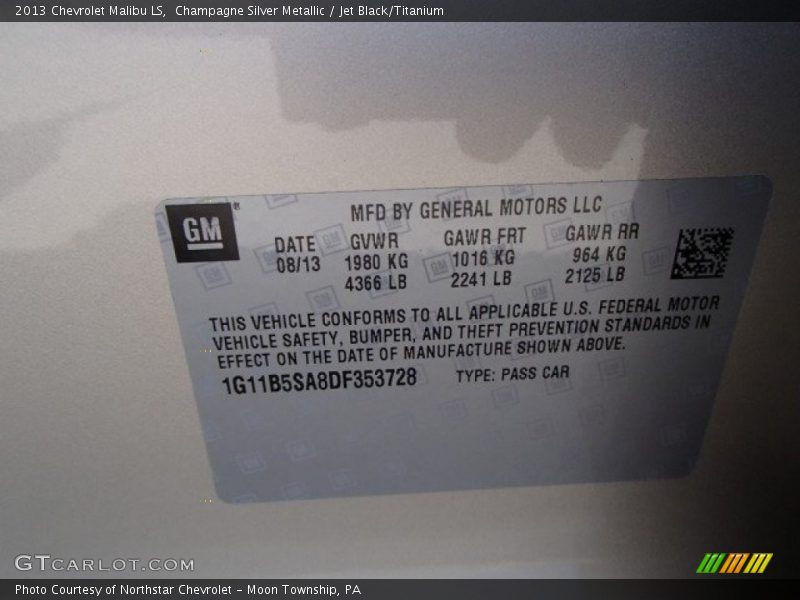 2013 Chevrolet Malibu LS, Champagne Silver Metallic / Jet Black/Titanium
GM ®
MFD BY GENERAL MOTORS LLC
DATE GVWR GAWR FRT GAWR RR
08/13 1980 KG 1016 KG 964 KG
4366 LB 2241 LB 2125 LB
THIS VEHICLE CONFORMS TO ALL APPLICABLE U.S. FEDERAL MOTOR
VEHICLE SAFETY, BUMPER, AND THEFT PREVENTION STANDARDS IN
EFFECT ON THE DATE OF MANUFACTURE SHOWN ABOVE.
1G11B5SA8DF353728 TYPE: PASS CAR
GTCARLOT.COM
Photo Courtesy of Northstar Chevrolet - Moon Township, PA